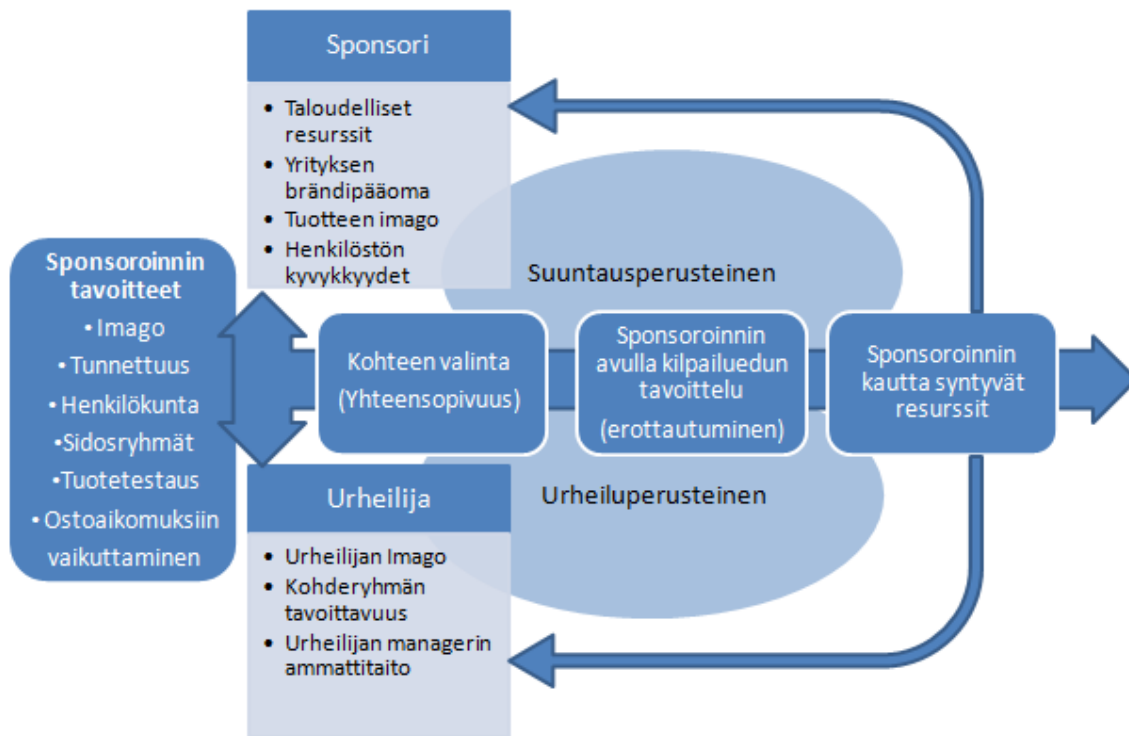 Sponsori
• Taloudelliset
resurssit
• Yrityksen
brändipääoma
• Tuotteen imago
• Henkilöstön
kyvykkyydet
Sponsoroinnin
tavoitteet
• Imago
•Tunnettuus
•Henkilökunta
•Sidosryhmät
•Tuotetestaus
• Ostoaikomuksiin
vaikuttaminen
Suuntausperusteinen
Kohteen valinta
(Yhteensopivuus)
Sponsoroinnin
avulla kilpailuedun
tavoittelu
(erottautuminen)
Sponsoroinnin
kautta syntyvät
resurssit
Urheiluperusteinen
Urheilija
• Urheilijan Imago
• Kohderyhmän
tavoittavuus
• Urheilijan managerin
ammattitaito